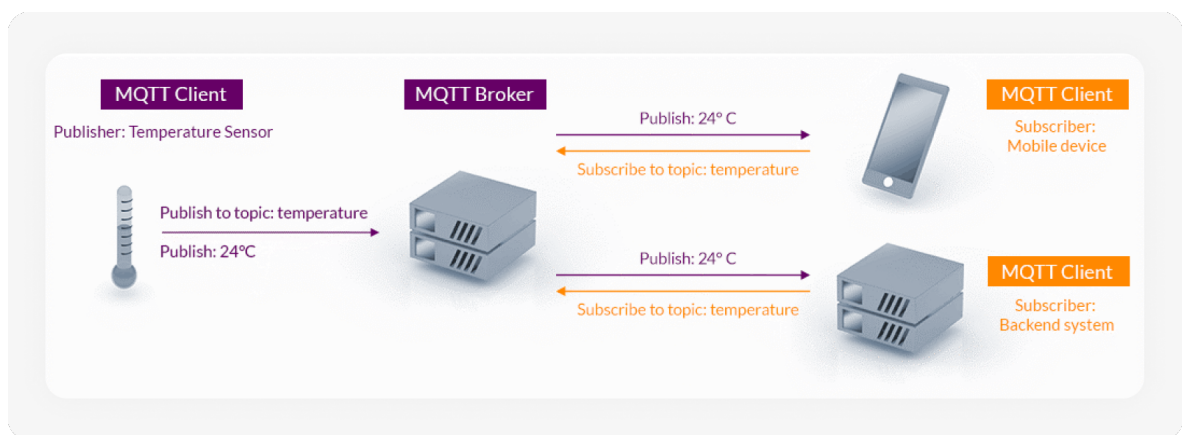 MQTT Client
Publisher: Temperature Sensor
Publish to topic: temperature
Publish: 24°C
MQTT Broker
Publish: 24° C
Subscribe to topic: temperature
MQTT Client
Subscriber:
Mobile device
Publish: 24° C
Subscribe to topic: temperature
MQTT Client
Subscriber:
Backend system